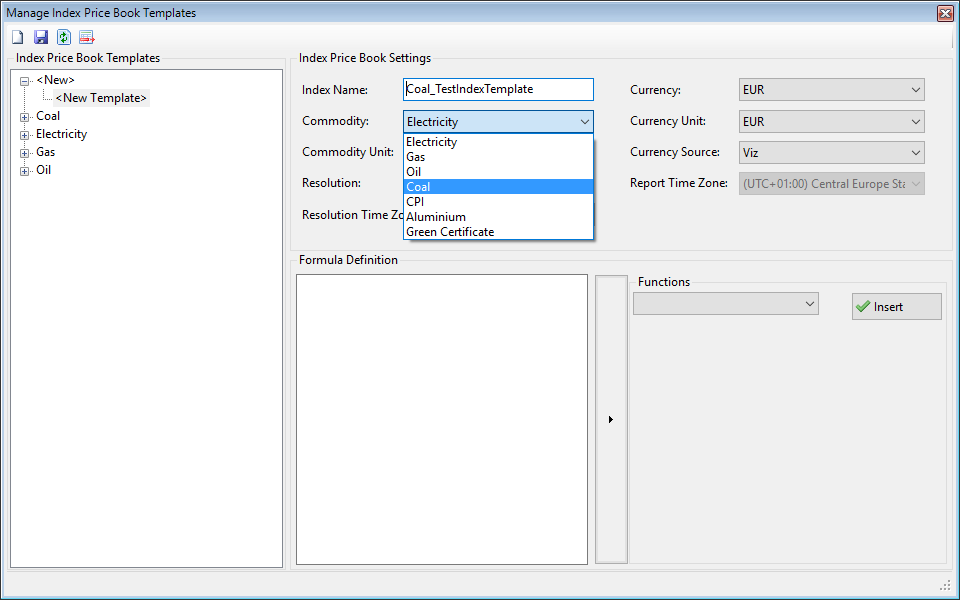 Manage Index Price Book Templates
Index Price Book Templates
<New>
<New Template>
Coal
Electricity
Gas
Oil
Index Price Book Settings
Index Name: Coal_TestIndexTemplate
Currency: EUR
Commodity: Electricity
Currency Unit: EUR
Commodity Unit:
Currency Source: Viz
Resolution:
Report Time Zone: (UTC+01:00) Central Europe Sta
Resolution Time Zo
Electricity
Gas
Oil
Coal
CPI
Aluminium
Green Certificate
Formula Definition
Functions
Insert